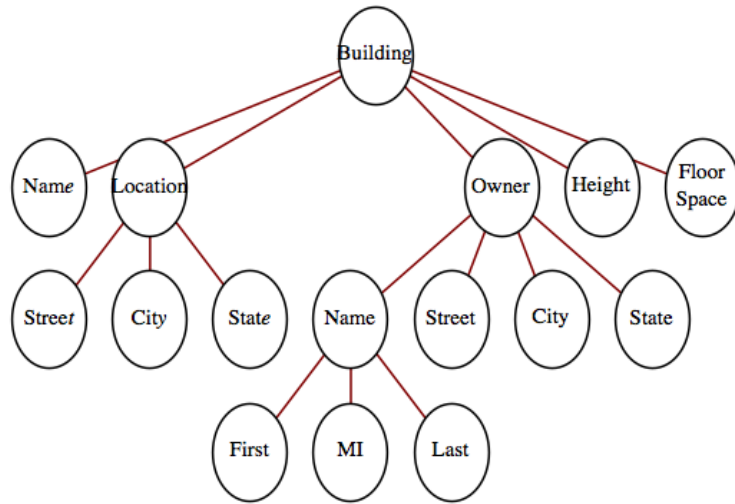 Building
Name
Location
Owner
Height
Floor
Space
Street
City
State
Name
Street
City
State
First
MI
Last